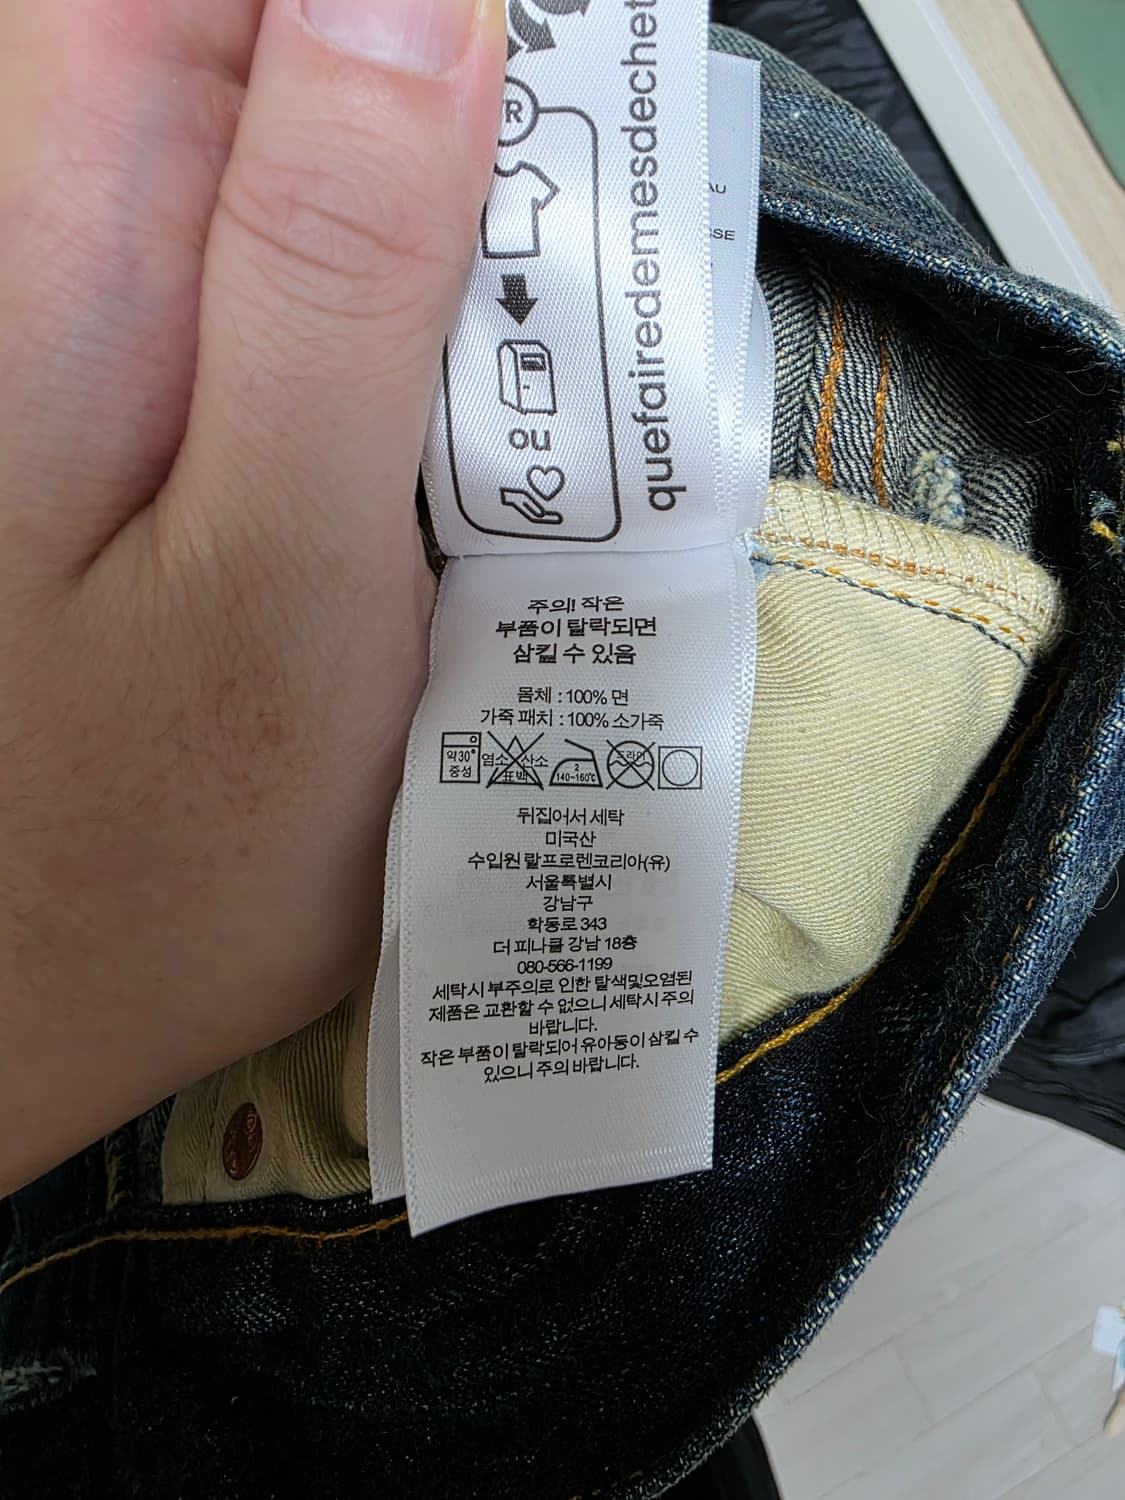 quefairedemesdechet
R
OU
AU
SSE
주의! 작은
부품이 탈락되면
삼킬 수 있음
몸체 : 100% 면
가죽 패치 : 100% 소가죽
약30°
중성
염소 산소
표백
2
140~160℃
드라이
뒤집어서 세탁
미국산
수입원 랄프로렌코리아(유)
서울특별시
강남구
학동로 343
더 피나클 강남 18층
080-566-1199
세탁시 부주의로 인한 탈색및오염된
제품은 교환할 수 없으니 세탁시 주의
바랍니다.
작은 부품이 탈락되어 유아동이 삼킬 수
있으니 주의 바랍니다.